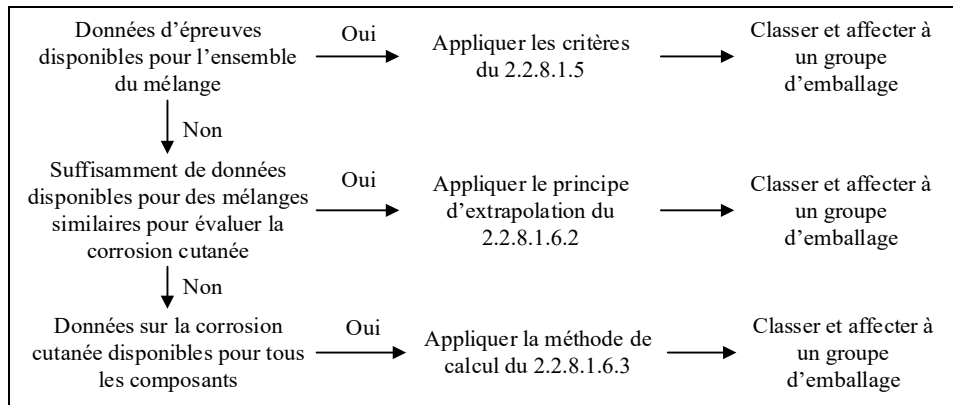 Données d'épreuves
disponibles pour l'ensemble
du mélange
Oui
Appliquer les critères
du 2.2.8.1.5
Classer et affecter à
un groupe
d'emballage
Non
Suffisamment de données
disponibles pour des mélanges
similaires pour évaluer la
corrosion cutanée
Oui
Appliquer le principe
d'extrapolation du
2.2.8.1.6.2
Classer et affecter à
un groupe
d'emballage
Non
Données sur la corrosion
cutanée disponibles pour tous
les composants
Oui
Appliquer la méthode de
calcul du 2.2.8.1.6.3
Classer et affecter à
un groupe
d'emballage